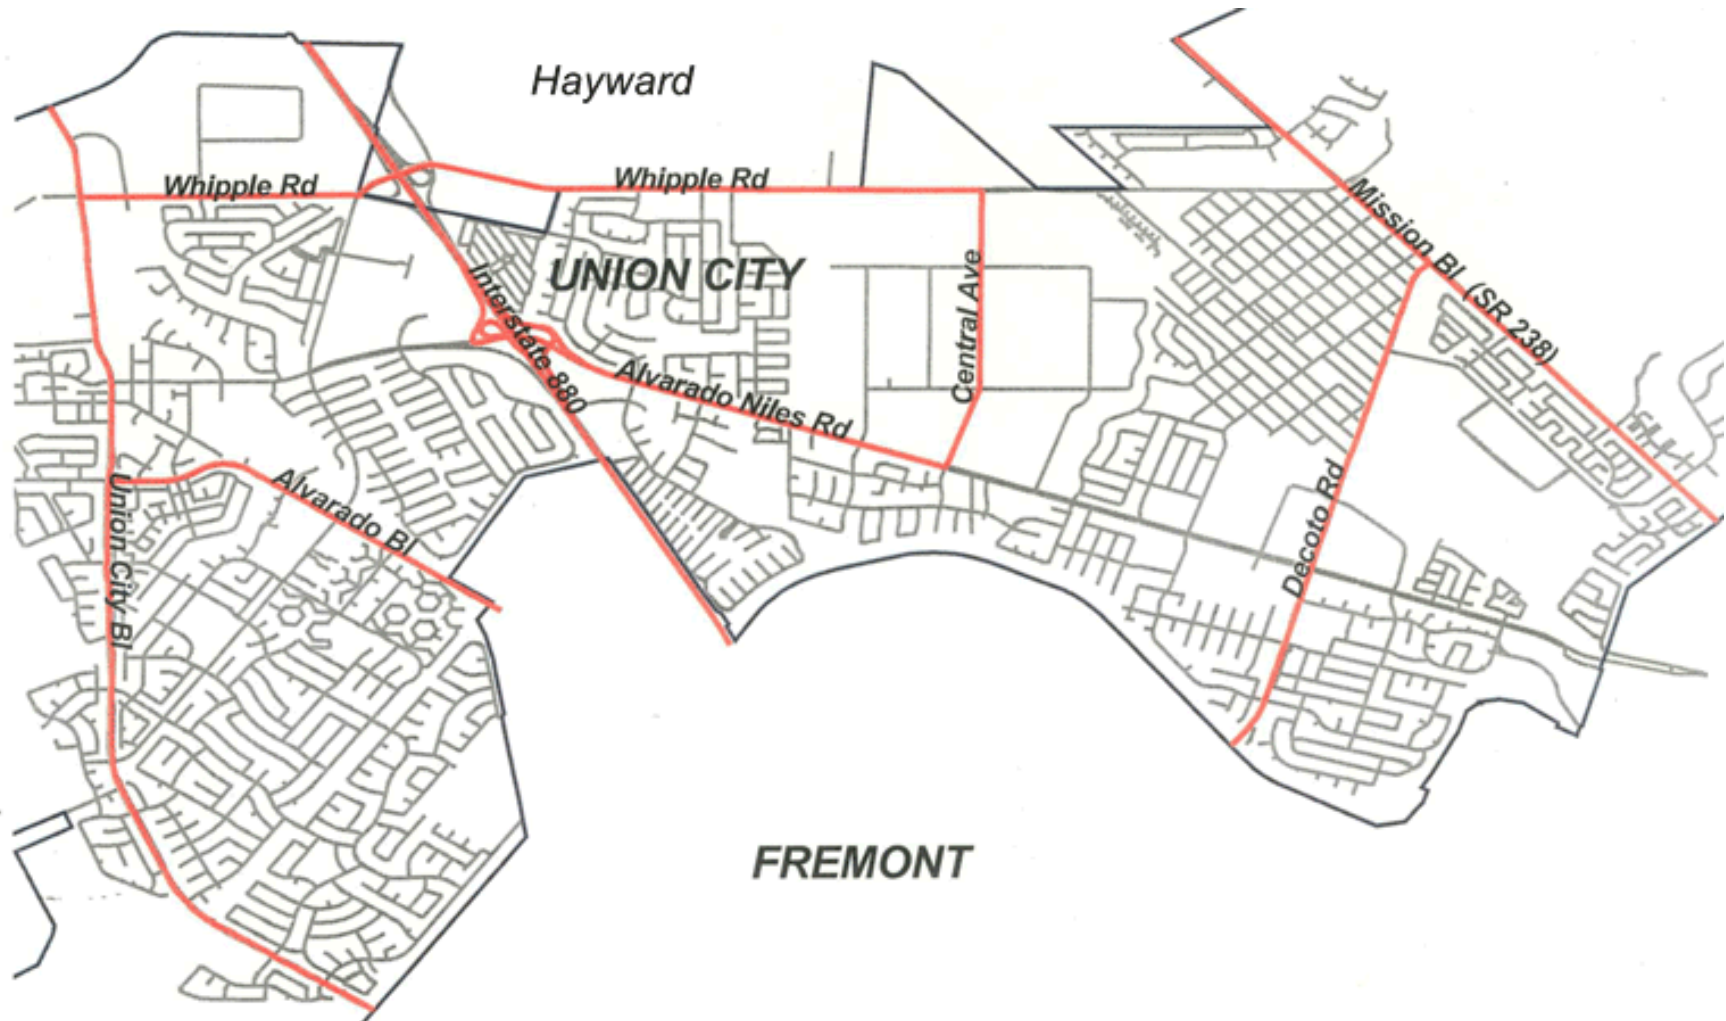 Hayward
Whipple Rd
Whipple Rd
Mission Bl (SR 238)
UNION CITY
Interstate 880
Central Ave
Alvarado Niles Rd
Union City Bl
Alvarado Bl
Decoto Rd
FREMONT